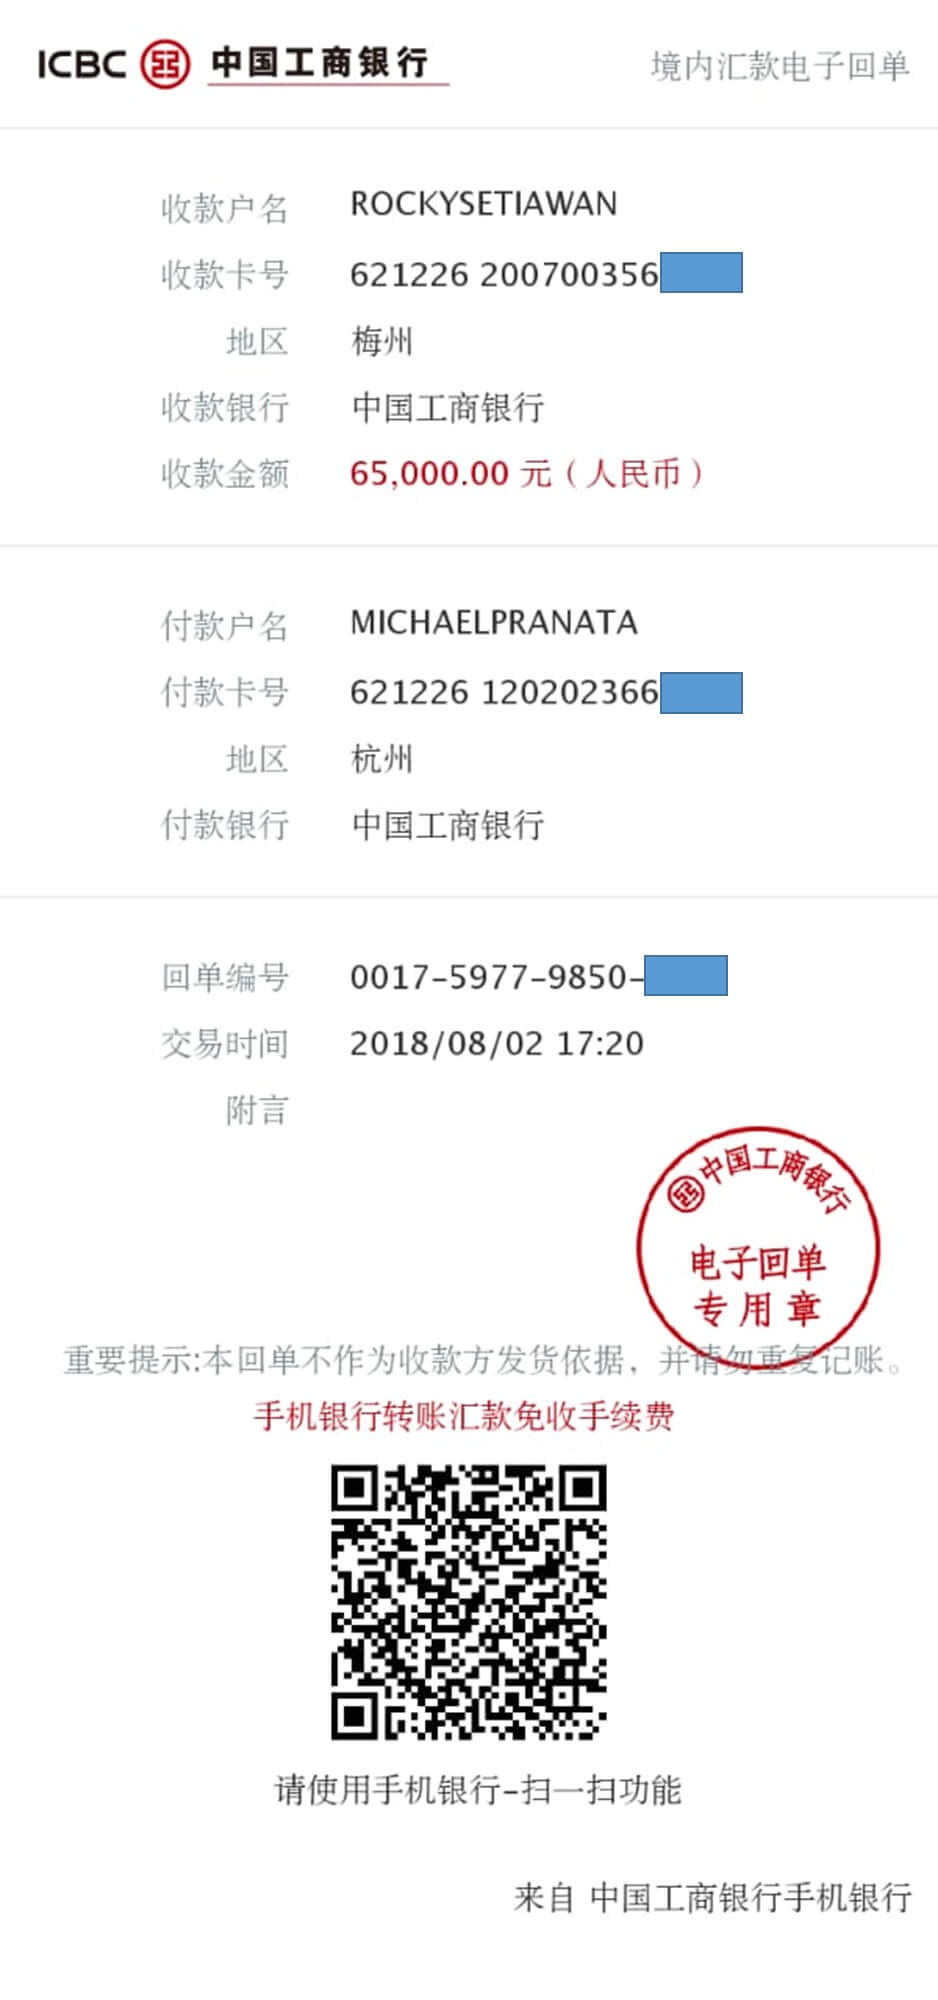 ICBC 中国工商银行 境内汇款电子回单
收款户名 ROCKYSETIAWAN
收款卡号 621226 200700356
地区 梅州
收款银行 中国工商银行
收款金额 65,000.00 元（人民币）
付款户名 MICHAELPRANATA
付款卡号 621226 120202366
地区 杭州
付款银行 中国工商银行
回单编号 0017-5977-9850-
交易时间 2018/08/02 17:20
附言
中国工商银行
电子回单
专用章
重要提示:本回单不作为收款方发货依据，并请勿重复记账。
手机银行转账汇款免收手续费
请使用手机银行-扫一扫功能
来自 中国工商银行手机银行